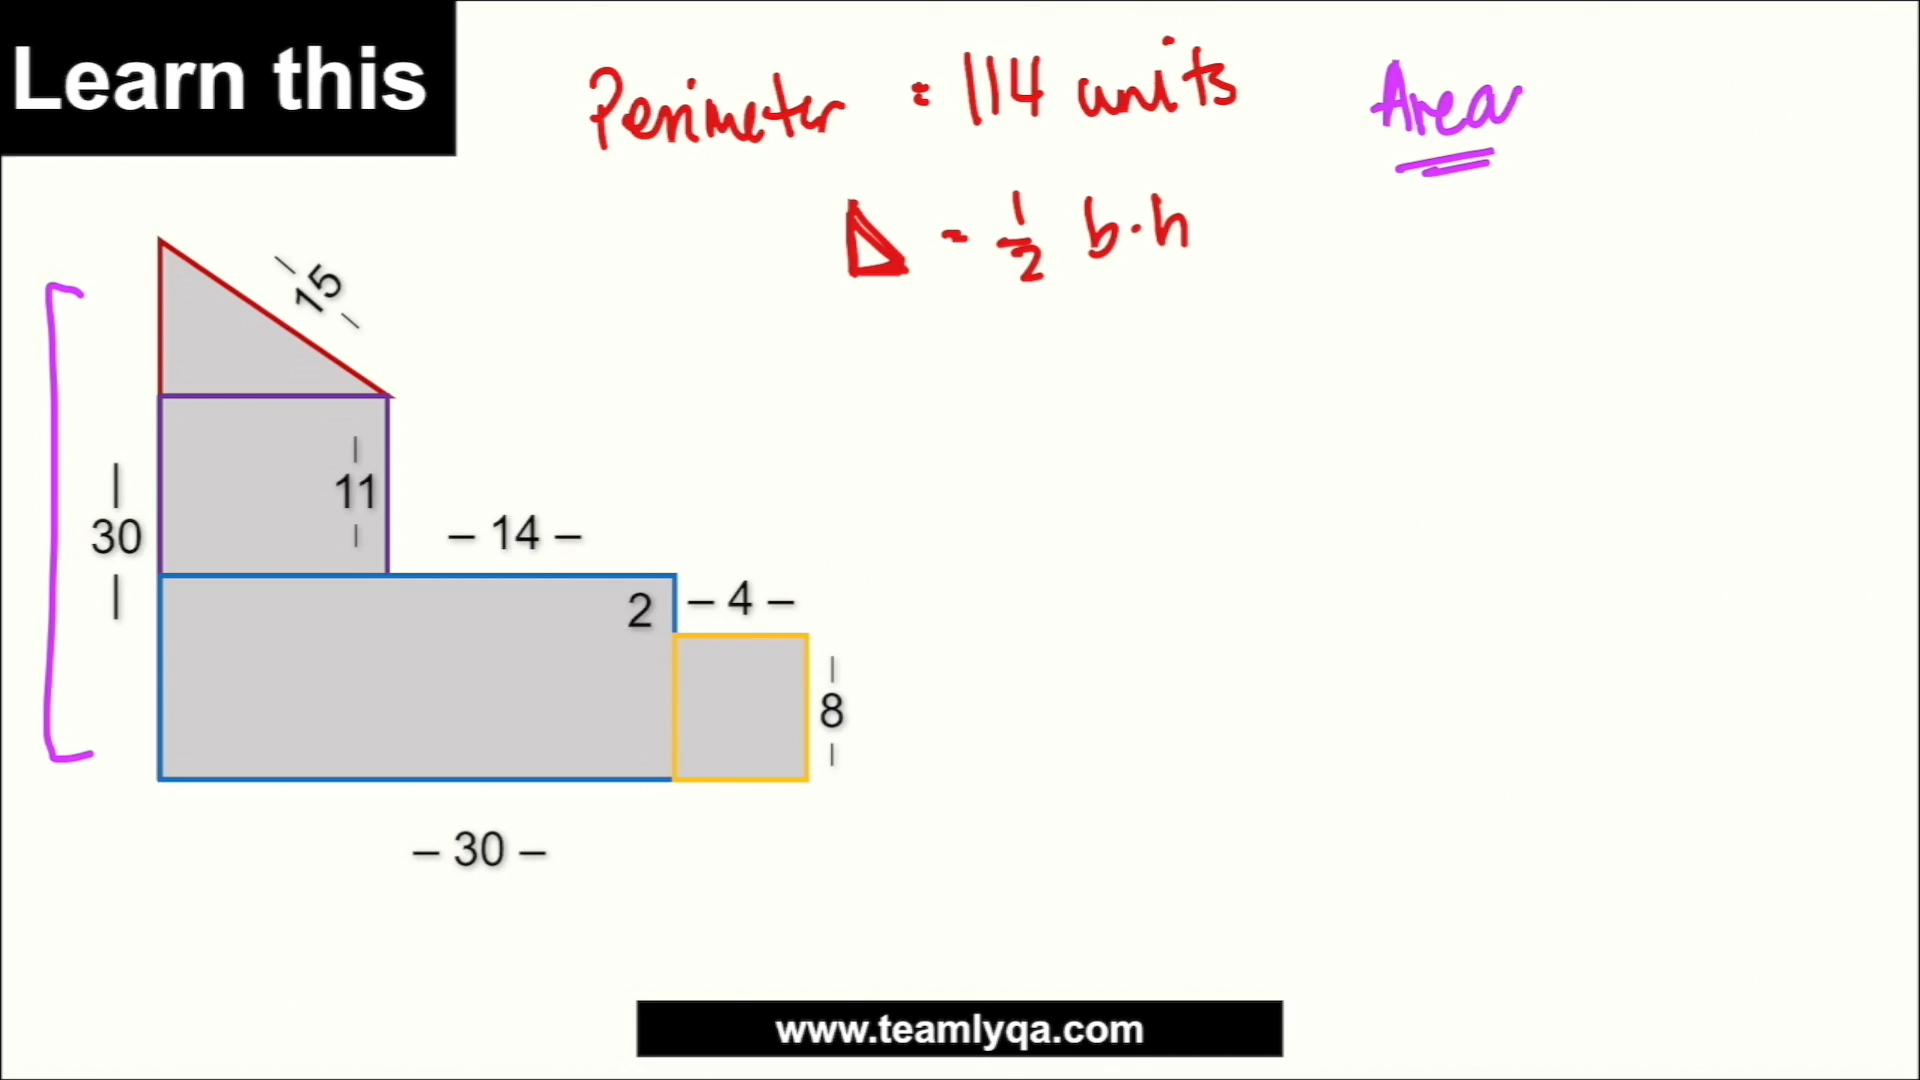 Learn this
Perimeter = 114 units
Area
Δ = 1/2 b·h
15
11
30
– 14 –
2
– 4 –
8
– 30 –
www.teamlyqa.com